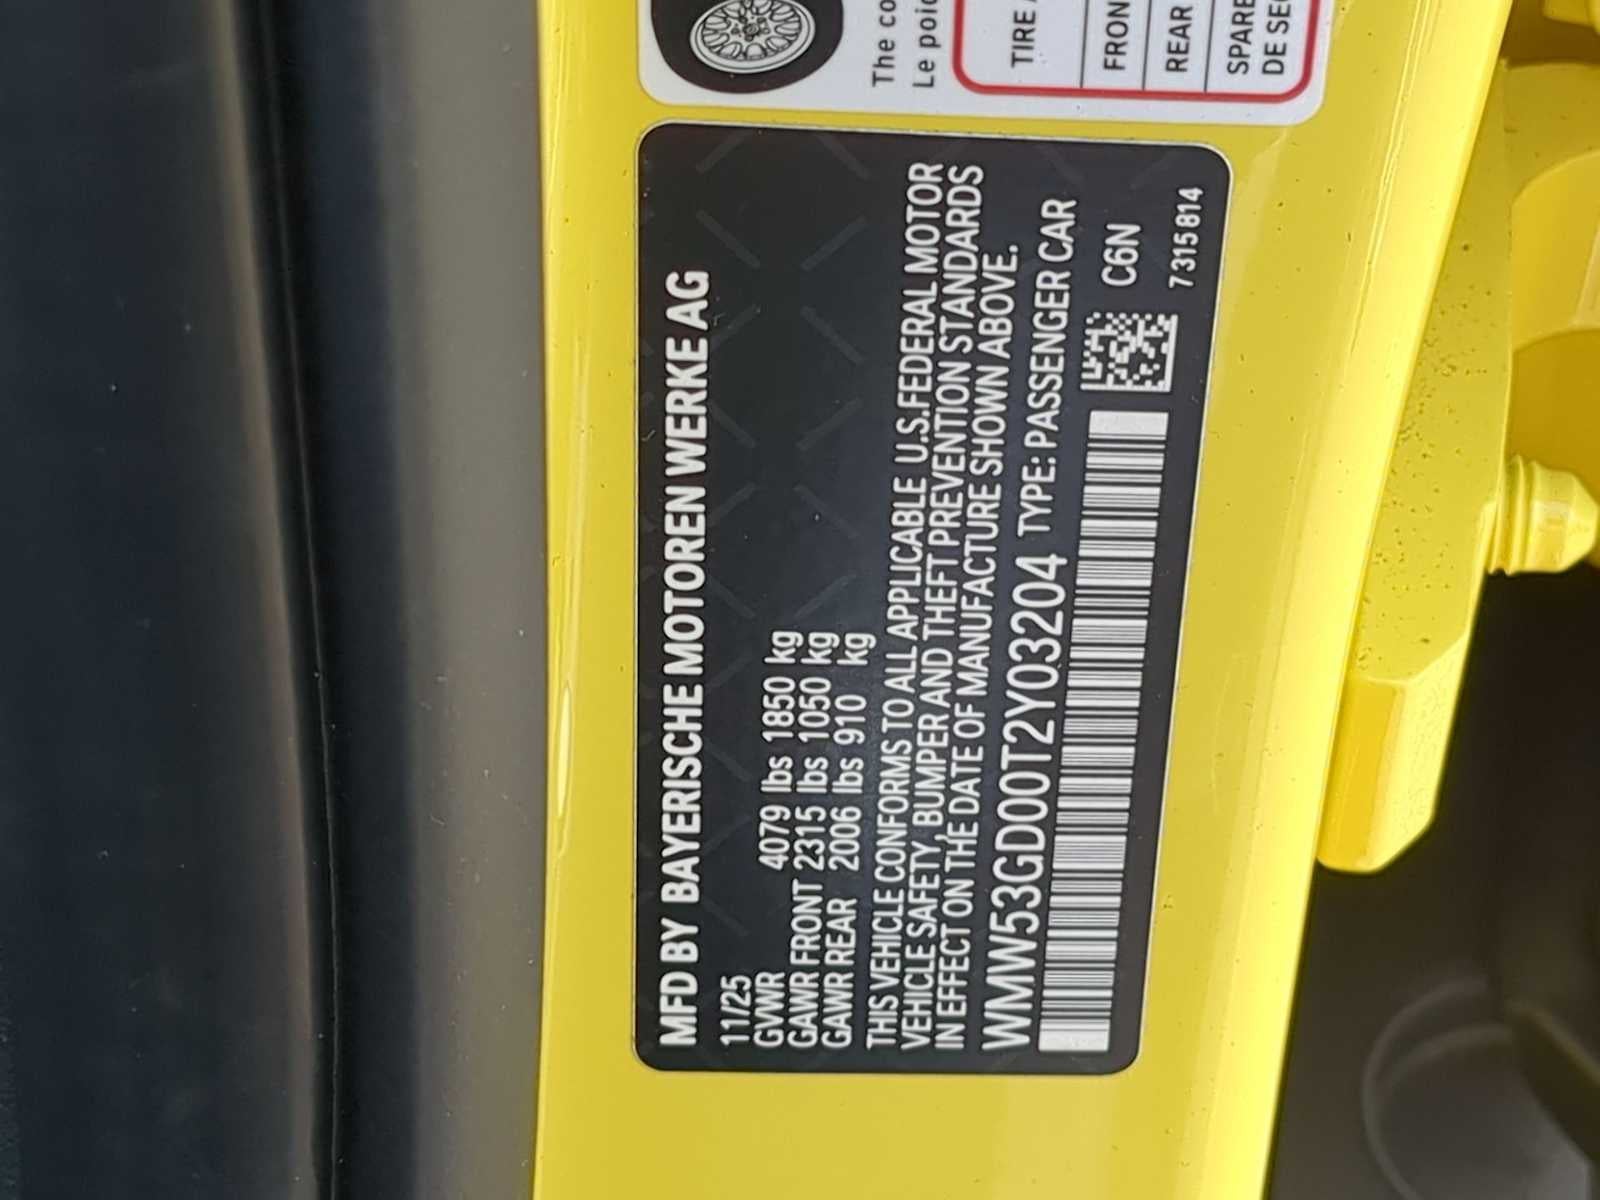 The co
Le poid
TIRE
FRON
REAR
SPARE
DE SEC
MFD BY BAYERISCHE MOTOREN WERKE AG
11/25
GVWR 4079 lbs 1850 kg
GAWR FRONT 2315 lbs 1050 kg
GAWR REAR 2006 lbs 910 kg
THIS VEHICLE CONFORMS TO ALL APPLICABLE U.S.FEDERAL MOTOR
VEHICLE SAFETY, BUMPER AND THEFT PREVENTION STANDARDS
IN EFFECT ON THE DATE OF MANUFACTURE SHOWN ABOVE.
WMW53GD00T2Y03204 TYPE: PASSENGER CAR
C6N
7315814